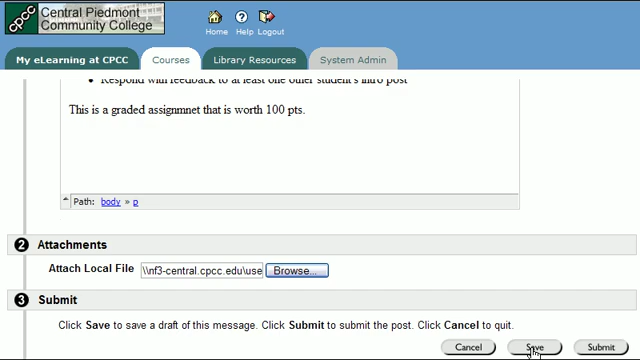 cpcc
Central Piedmont
Community College
Home Help Logout
My eLearning at CPCC Courses Library Resources System Admin
Respond with feedback to at least one other student's intro post
This is a graded assignmnet that is worth 100 pts.
Path: body » p
2 Attachments
Attach Local File \\nf3-central.cpcc.edu\use Browse...
3 Submit
Click Save to save a draft of this message. Click Submit to submit the post. Click Cancel to quit.
Cancel Save Submit